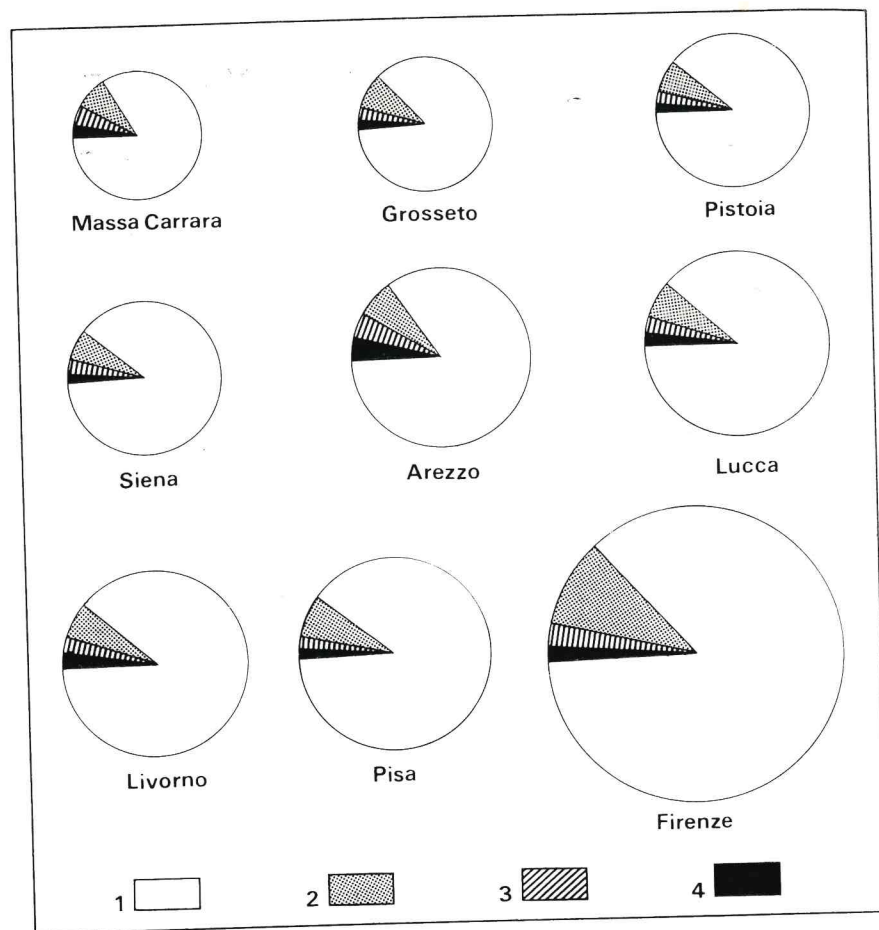 Massa Carrara
Grosseto
Pistoia
Siena
Arezzo
Lucca
Livorno
Pisa
Firenze
1
2
3
4